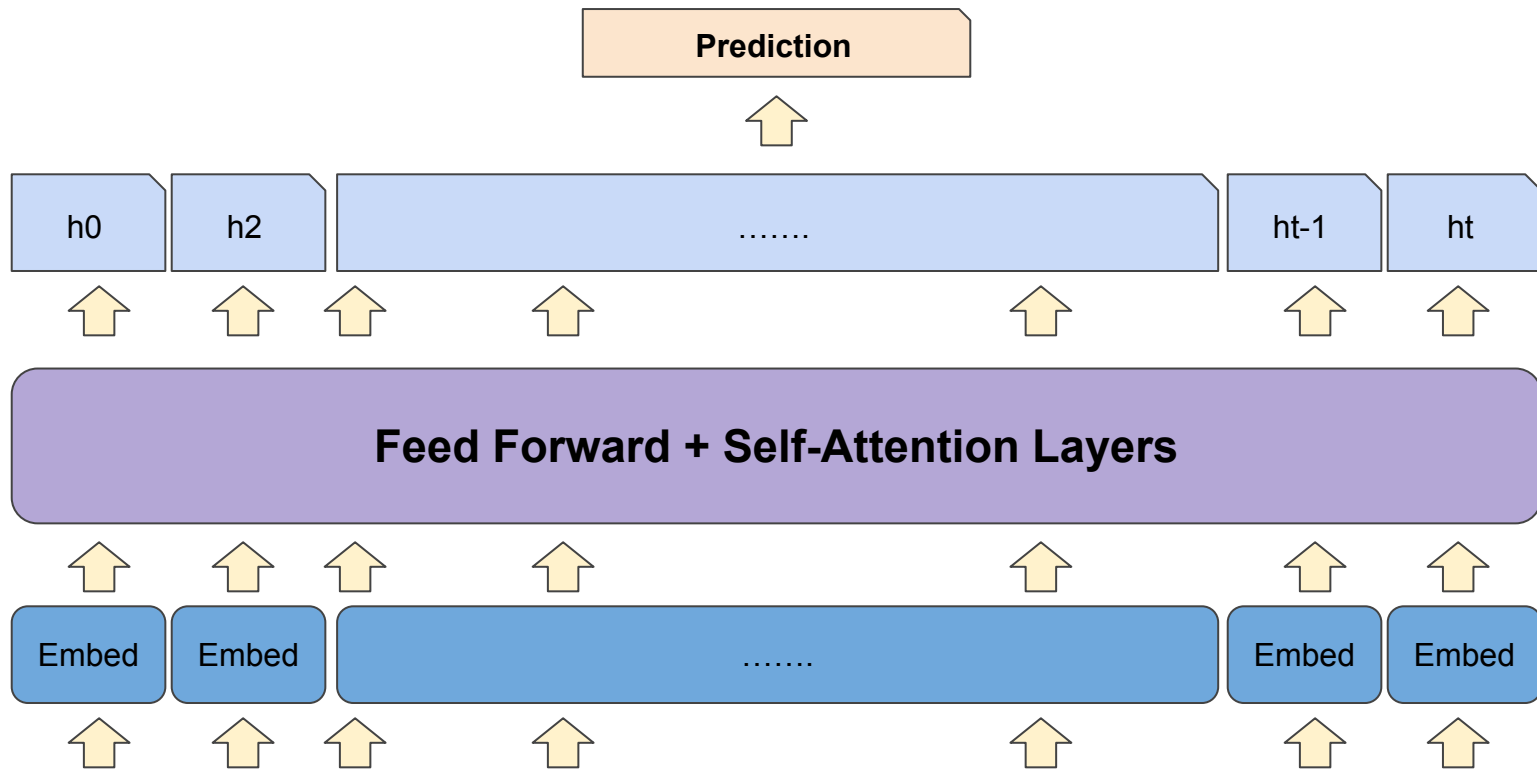 Prediction
h0 h2 ....... ht-1 ht
Feed Forward + Self-Attention Layers
Embed Embed ....... Embed Embed